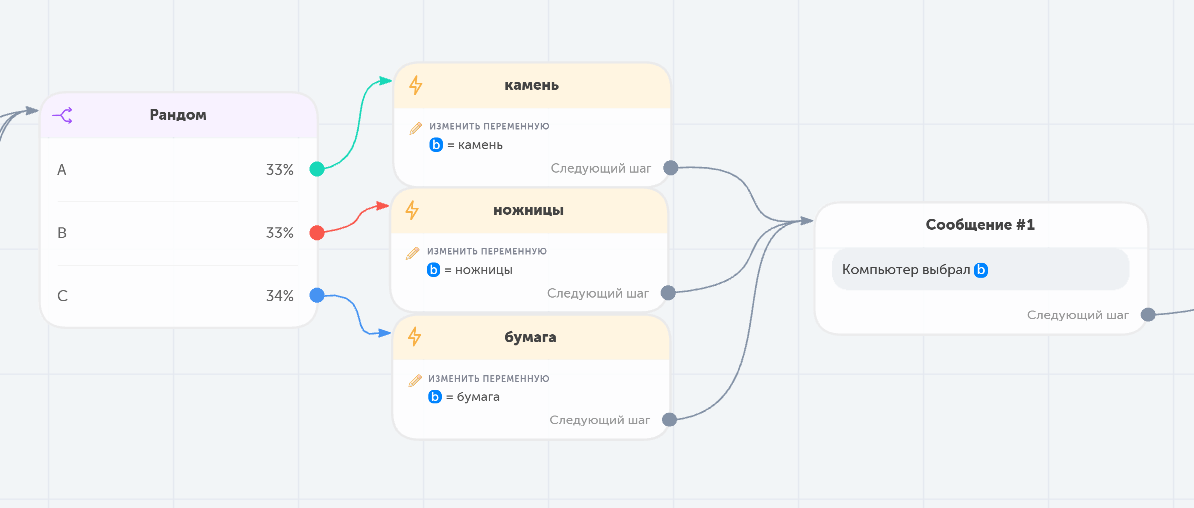 Рандом
A 33%
B 33%
C 34%
камень
ИЗМЕНИТЬ ПЕРЕМЕННУЮ
b = камень
Следующий шаг
ножницы
ИЗМЕНИТЬ ПЕРЕМЕННУЮ
b = ножницы
Следующий шаг
бумага
ИЗМЕНИТЬ ПЕРЕМЕННУЮ
b = бумага
Следующий шаг
Сообщение #1
Компьютер выбрал b
Следующий шаг